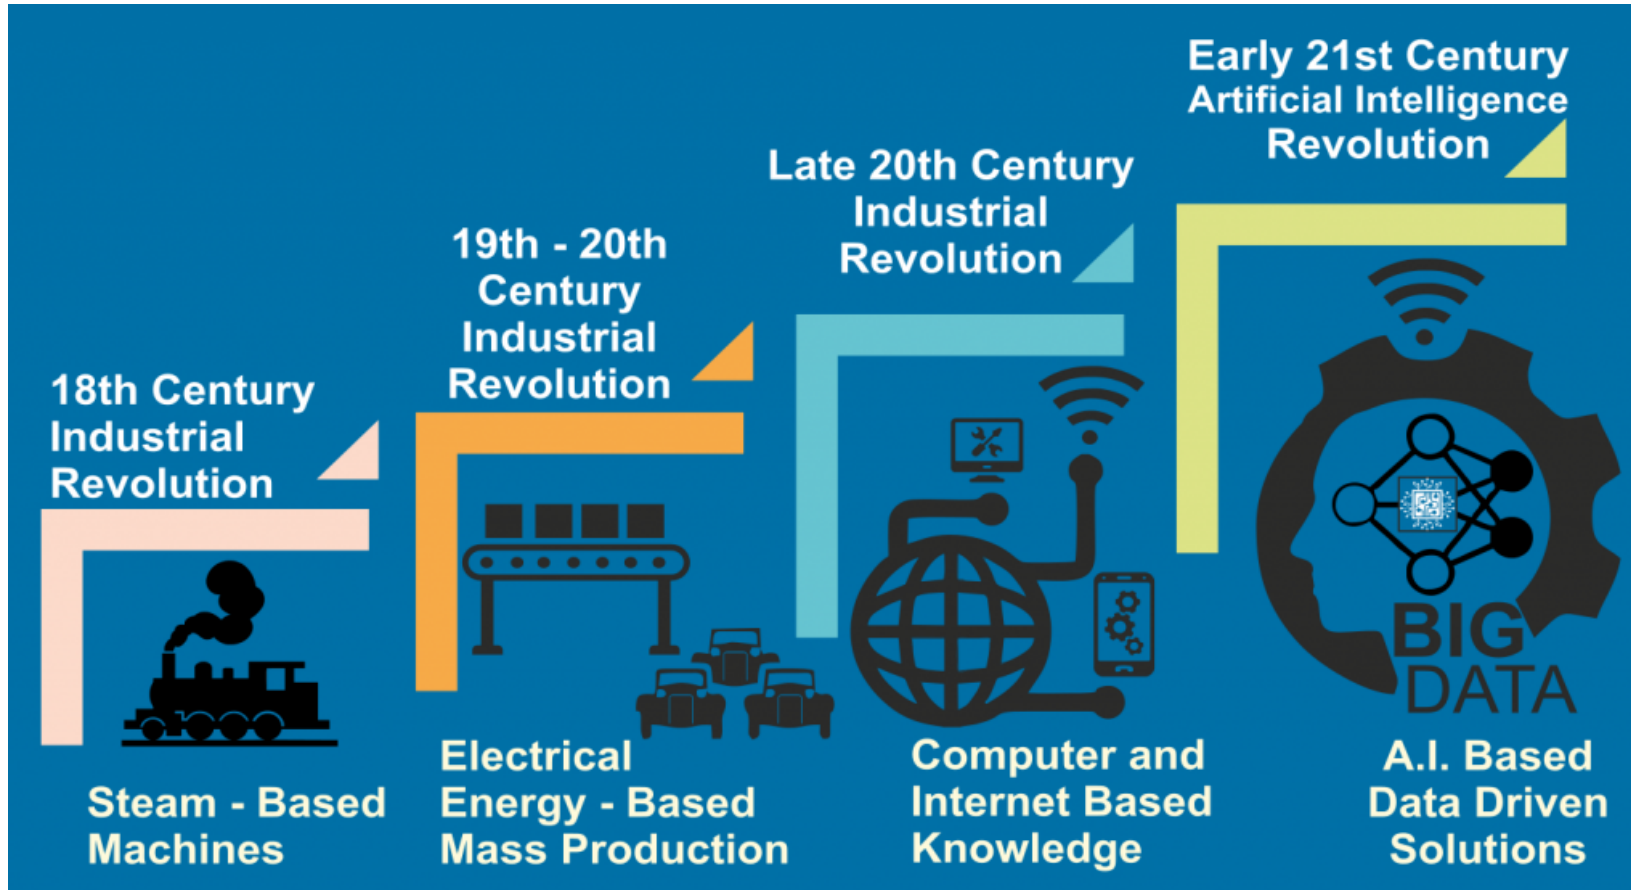 18th Century
Industrial
Revolution
Steam - Based
Machines
19th - 20th
Century
Industrial
Revolution
Electrical
Energy - Based
Mass Production
Late 20th Century
Industrial
Revolution
Computer and
Internet Based
Knowledge
Early 21st Century
Artificial Intelligence
Revolution
BIG
DATA
A.I. Based
Data Driven
Solutions